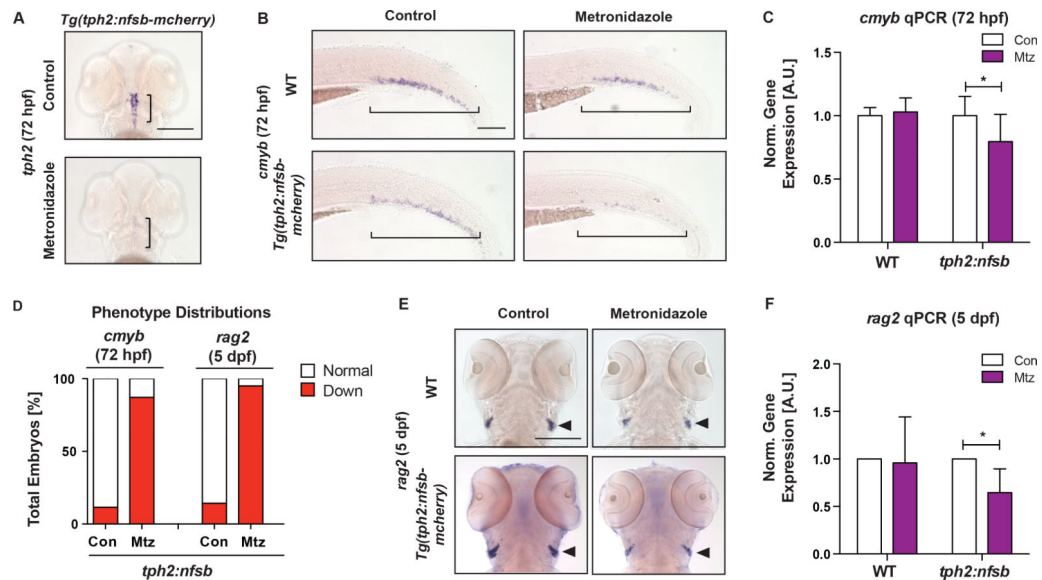 A
Tg(tph2:nfsb-mcherry)
tph2 (72 hpf)
Control
Metronidazole
B
Control
Metronidazole
cmyb (72 hpf)
WT
Tg(tph2:nfsb-
mcherry)
C
cmyb qPCR (72 hpf)
Con
Mtz
Norm. Gene
Expression [A.U.]
1.5
1.0
0.5
0.0
*
WT
tph2:nfsb
D
Phenotype Distributions
cmyb
(72 hpf)
rag2
(5 dpf)
Normal
Down
Total Embryos [%]
100
50
0
Con
Mtz
Con
Mtz
tph2:nfsb
E
Control
Metronidazole
rag2 (5 dpf)
WT
Tg(tph2:nfsb-
mcherry)
F
rag2 qPCR (5 dpf)
Con
Mtz
Norm. Gene
Expression [A.U.]
2.0
1.5
1.0
0.5
0.0
*
WT
tph2:nfsb